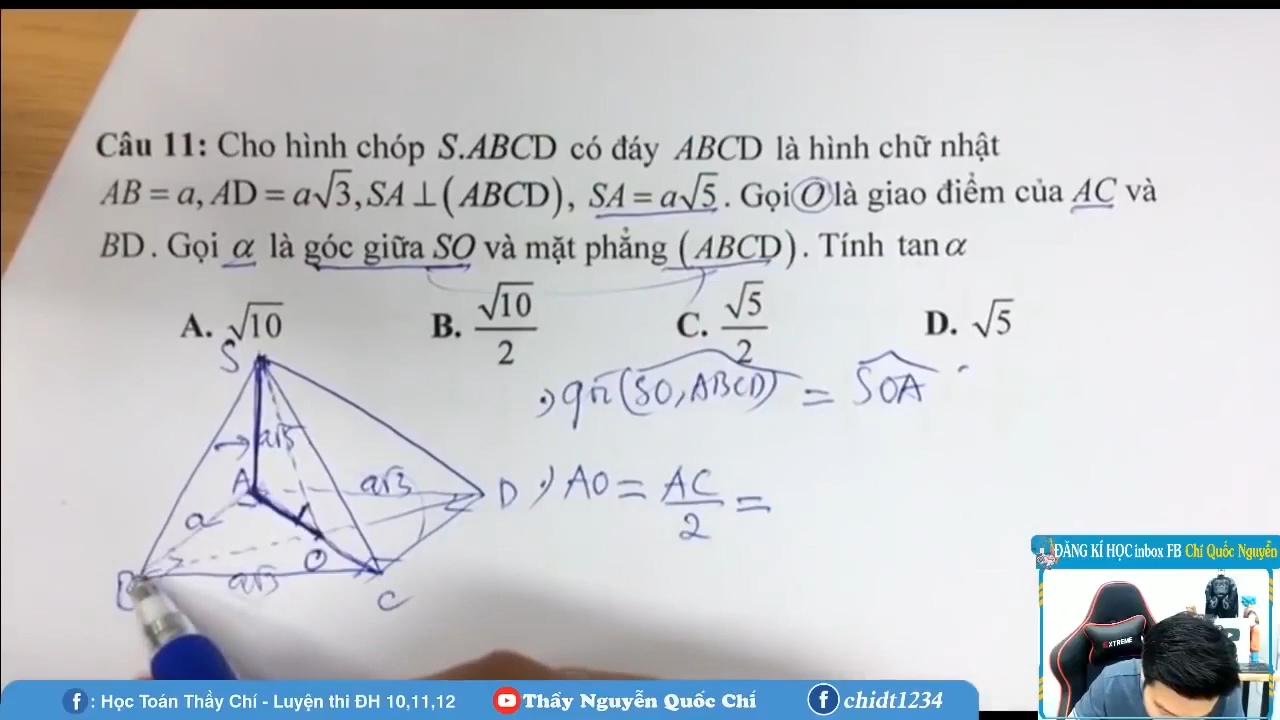 Câu 11: Cho hình chóp S.ABCD có đáy ABCD là hình chữ nhật
AB = a, AD = a√3, SA ⊥ (ABCD), SA = a√5. Gọi O là giao điểm của AC và
BD. Gọi α là góc giữa SO và mặt phẳng (ABCD). Tính tan α
A. √10 B. √10/2 C. √5/2 D. √5
S
(SO, ABCD) = SOA
a√5
A a√3 D AO = AC/2 =
a
O
B a√3 C
ĐĂNG KÍ HỌC inbox FB Chí Quốc Nguyễn
EXTREME
f : Học Toán Thầy Chí - Luyện thi ĐH 10,11,12 Thầy Nguyễn Quốc Chí f chidt1234